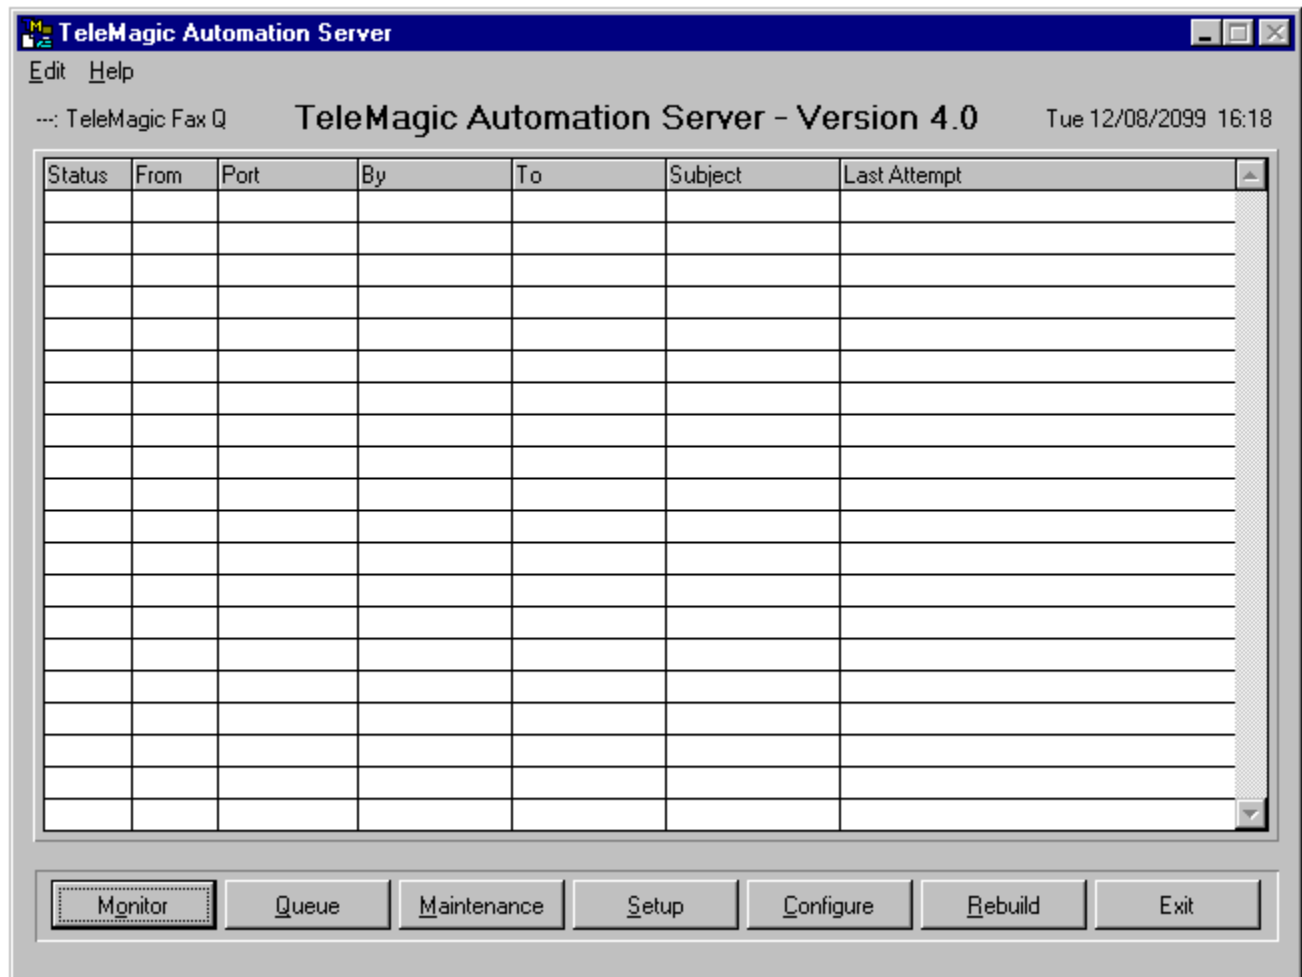 TeleMagic Automation Server
Edit Help
---: TeleMagic Fax Q TeleMagic Automation Server - Version 4.0 Tue 12/08/2099 16:18
Status From Port By To Subject Last Attempt
Monitor Queue Maintenance Setup Configure Rebuild Exit